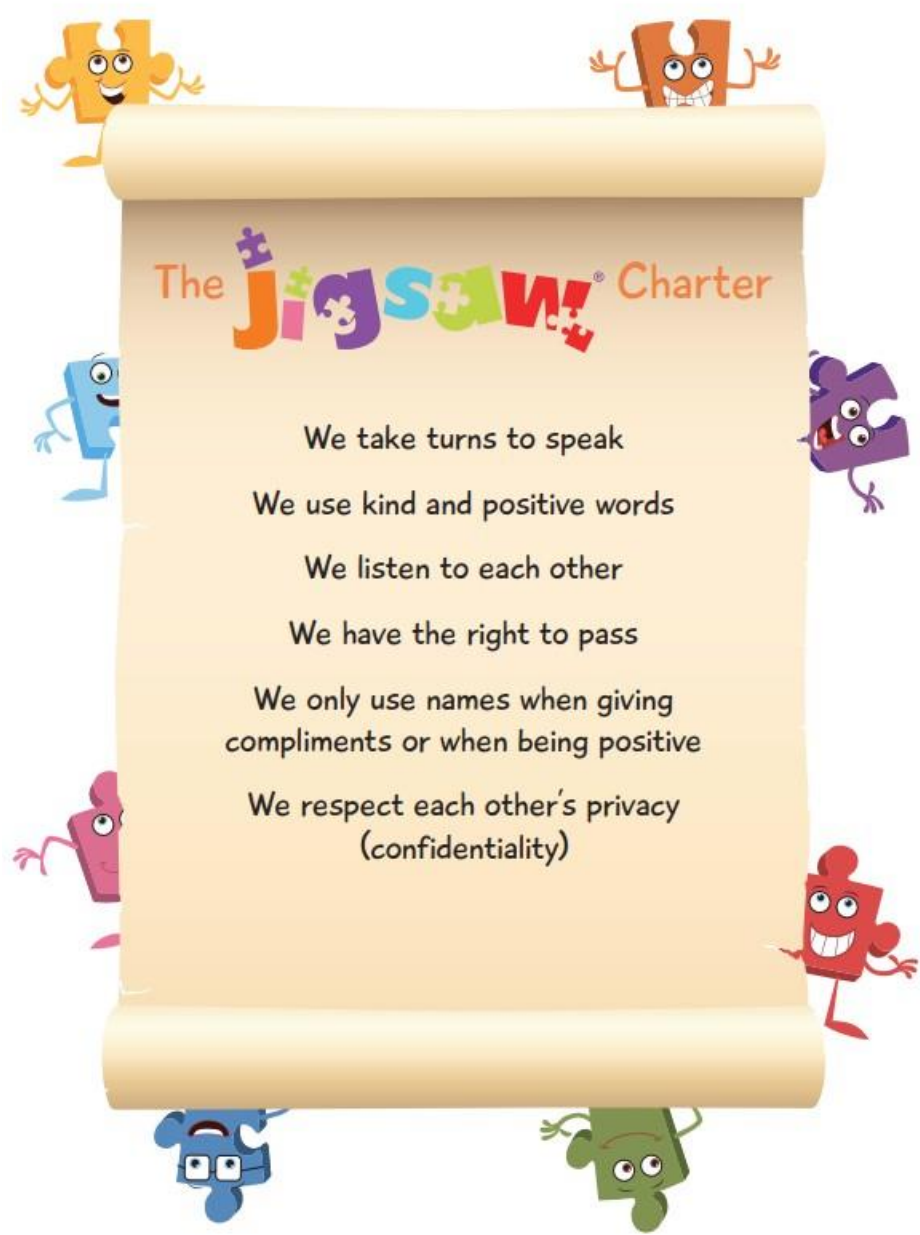 The Jigsaw® Charter
We take turns to speak
We use kind and positive words
We listen to each other
We have the right to pass
We only use names when giving
compliments or when being positive
We respect each other's privacy
(confidentiality)